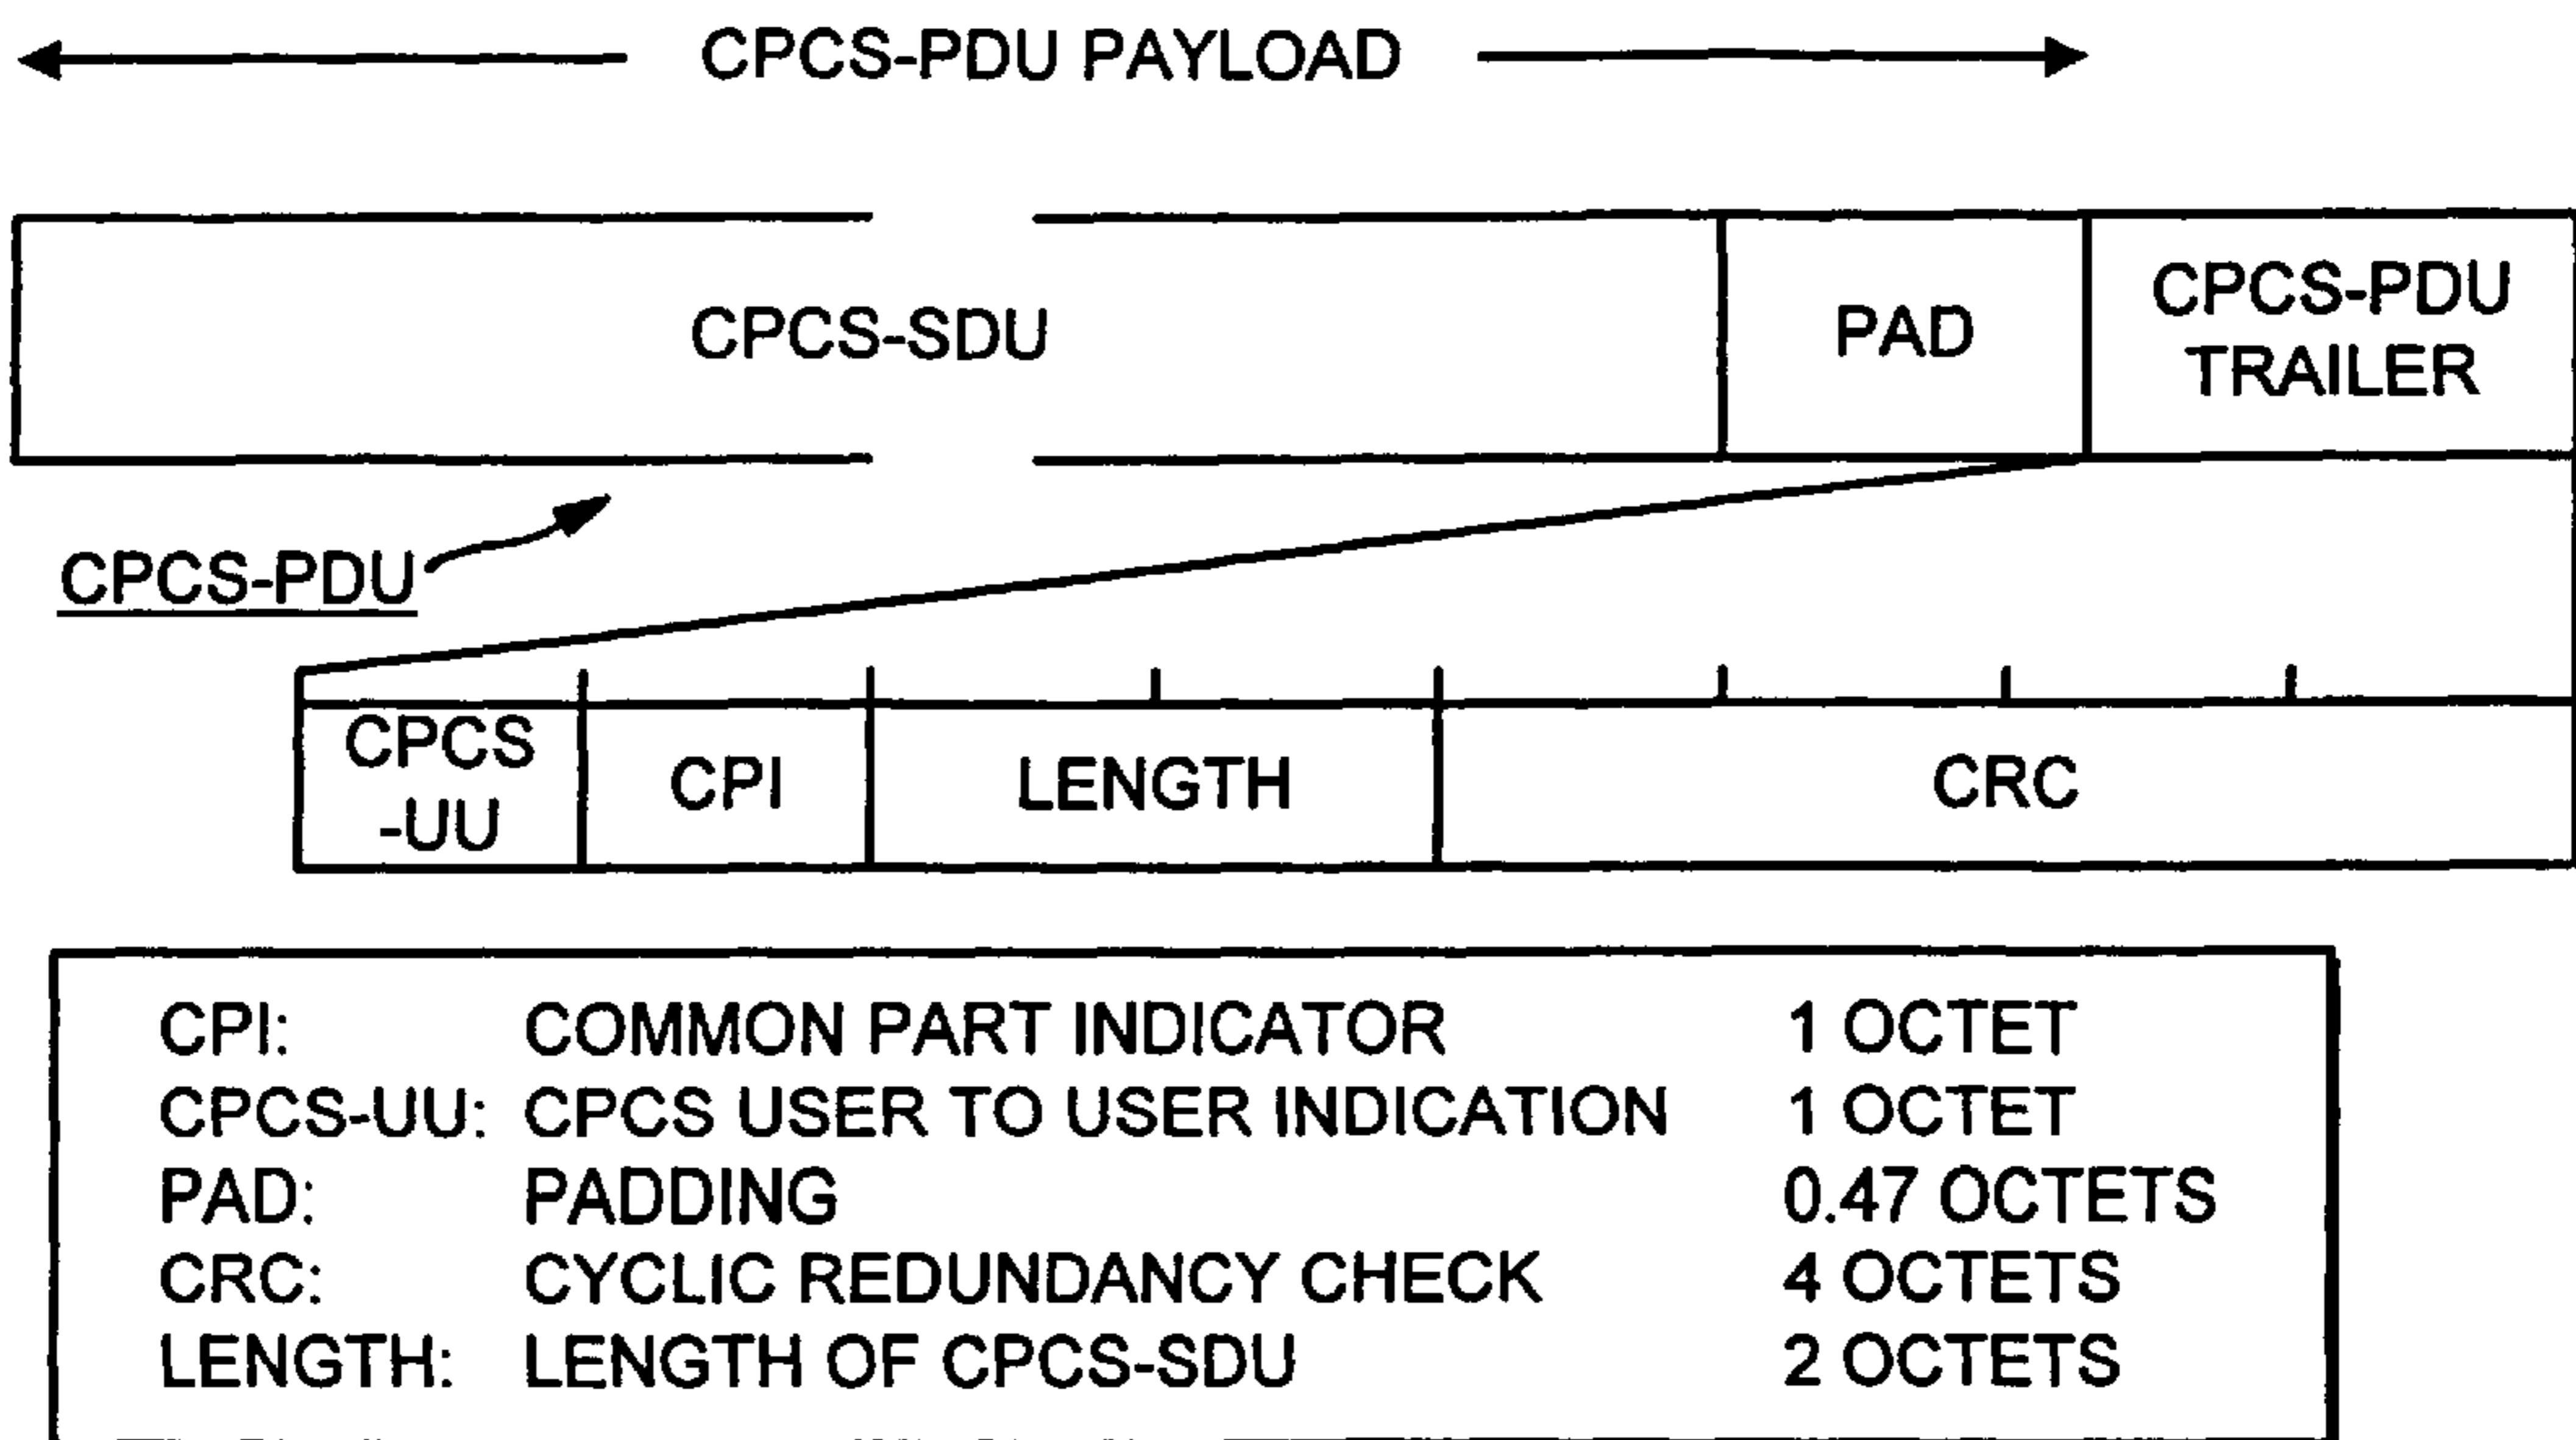 CPCS-PDU PAYLOAD
CPCS-SDU
PAD
CPCS-PDU
TRAILER
CPCS-PDU
CPCS
-UU
CPI
LENGTH
CRC
CPI: COMMON PART INDICATOR 1 OCTET
CPCS-UU: CPCS USER TO USER INDICATION 1 OCTET
PAD: PADDING 0.47 OCTETS
CRC: CYCLIC REDUNDANCY CHECK 4 OCTETS
LENGTH: LENGTH OF CPCS-SDU 2 OCTETS